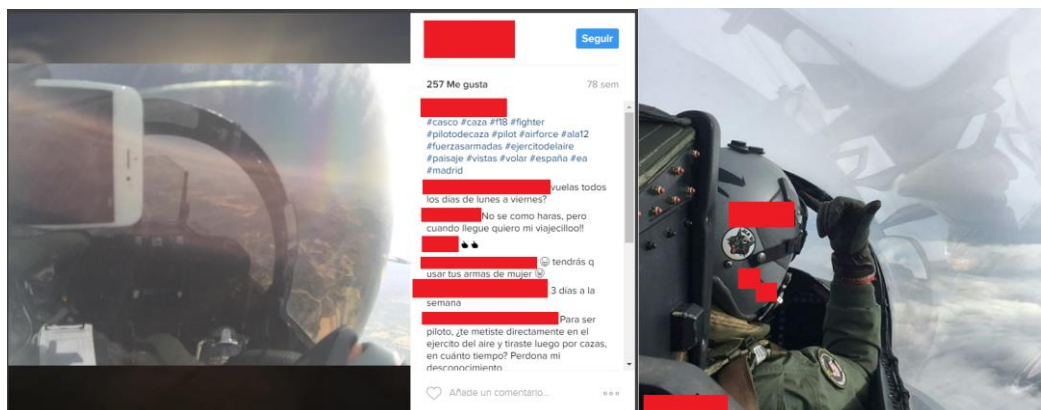 Seguir
257 Me gusta
78 sem
#casco #caza #f18 #fighter
#pilotodecaza #pilot #airforce #ala12
#fuerzasarmadas #ejercitodelaire
#paisaje #vistas #volar #españa #ea
#madrid
vuelas todos
los días de lunes a viernes?
No se como haras, pero
cuando llegue quiero mi viajecilloo!!
tendrás q
usar tus armas de mujer
3 días a la
semana
Para ser
piloto, ¿te metiste directamente en el
ejercito del aire y tiraste luego por cazas,
en cuánto tiempo? Perdona mi
desconocimiento
Añade un comentario...